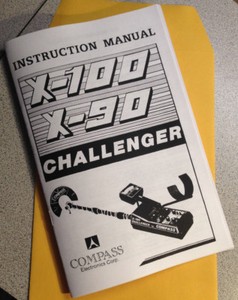 INSTRUCTION MANUAL
X-100
X-90
CHALLENGER
COMPASS
Electronics Corp.